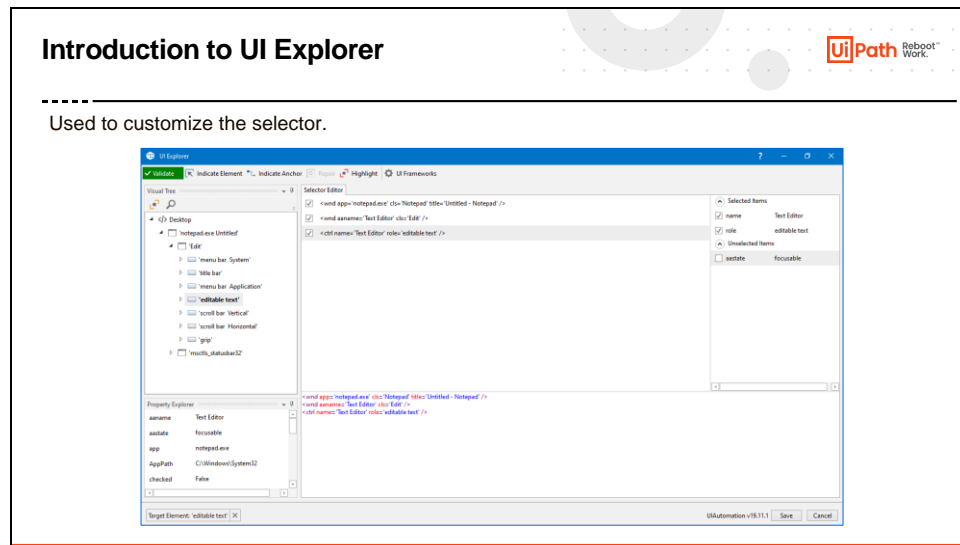 Introduction to UI Explorer
UiPath Reboot Work.
Used to customize the selector.
UI Explorer
Validate Indicate Element Indicate Anchor Repair Highlight UI Frameworks
Visual Tree
</> Desktop
'notepad.exe Untitled'
'Edit'
'menu bar System'
'title bar'
'menu bar Application'
'editable text'
'scroll bar Vertical'
'scroll bar Horizontal'
'grip'
'msctls_statusbar32'
Selector Editor
<wnd app='notepad.exe' cls='Notepad' title='Untitled - Notepad' />
<wnd aaname='Text Editor' cls='Edit' />
<ctrl name='Text Editor' role='editable text' />
Selected Items
name Text Editor
role editable text
Unselected Items
aastate focusable
Property Explorer
aaname Text Editor
aastate focusable
app notepad.exe
AppPath C:\Windows\System32
checked False
<wnd app='notepad.exe' cls='Notepad' title='Untitled - Notepad' />
<wnd aaname='Text Editor' cls='Edit' />
<ctrl name='Text Editor' role='editable text' />
Target Element: 'editable text'
UIAutomation v19.11.1 Save Cancel